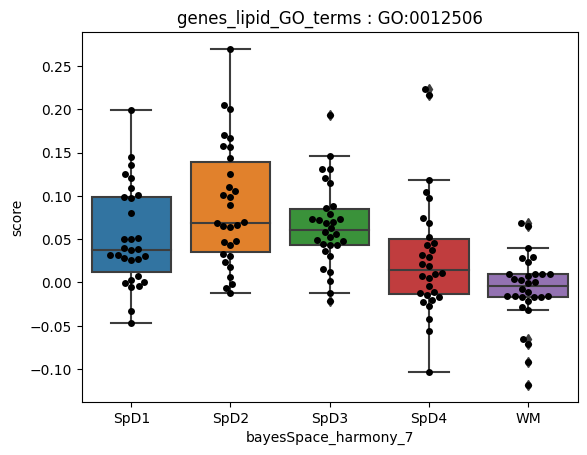 genes_lipid_GO_terms : GO:0012506
score
0.25
0.20
0.15
0.10
0.05
0.00
−0.05
−0.10
SpD1 SpD2 SpD3 SpD4 WM
bayesSpace_harmony_7